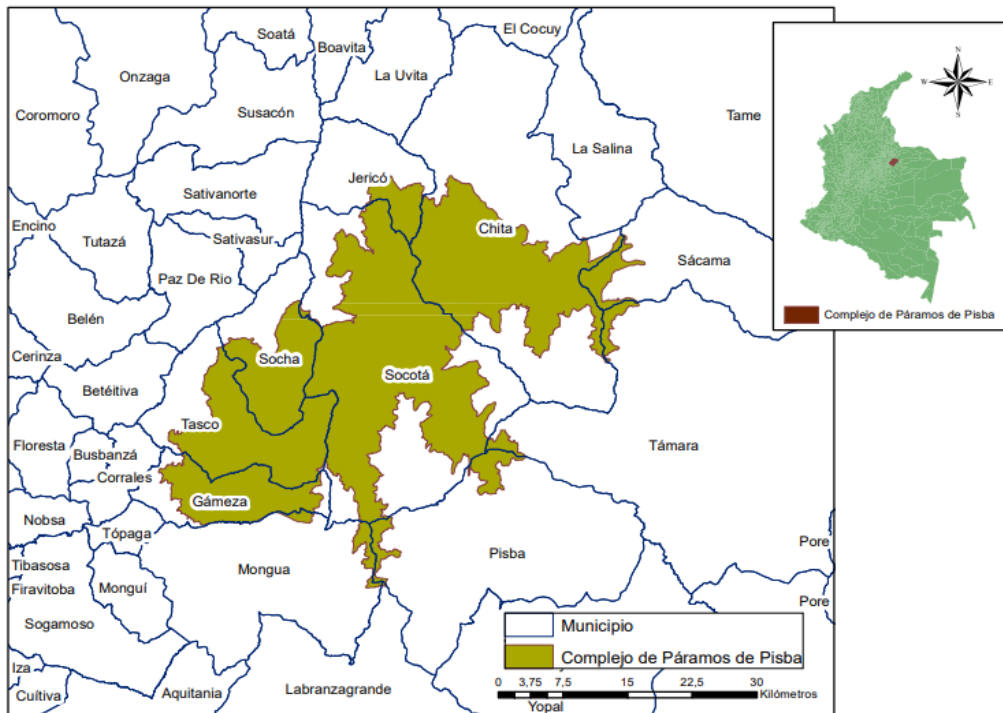 El Cocuy
Soatá
Boavita
Onzaga
La Uvita
Coromoro
Susacón
Tame
La Salina
Jericó
Sativanorte
Encino
Chita
Tutazá
Sativasur
Sácama
Paz De Rio
Belén
Cerinza
Socha
Socotá
Betéitiva
Tasco
Floresta
Támara
Busbanzá
Corrales
Gámeza
Nobsa
Tópaga
Pore
Pisba
Tibasosa
Mongua
Firavitoba
Monguí
Pore
Sogamoso
Iza
Cuítiva
Aquitania
Labranzagrande
Yopal
N
W
E
S
Complejo de Páramos de Pisba
Municipio
Complejo de Páramos de Pisba
0 3,75 7,5 15 22,5 30
Kilómetros